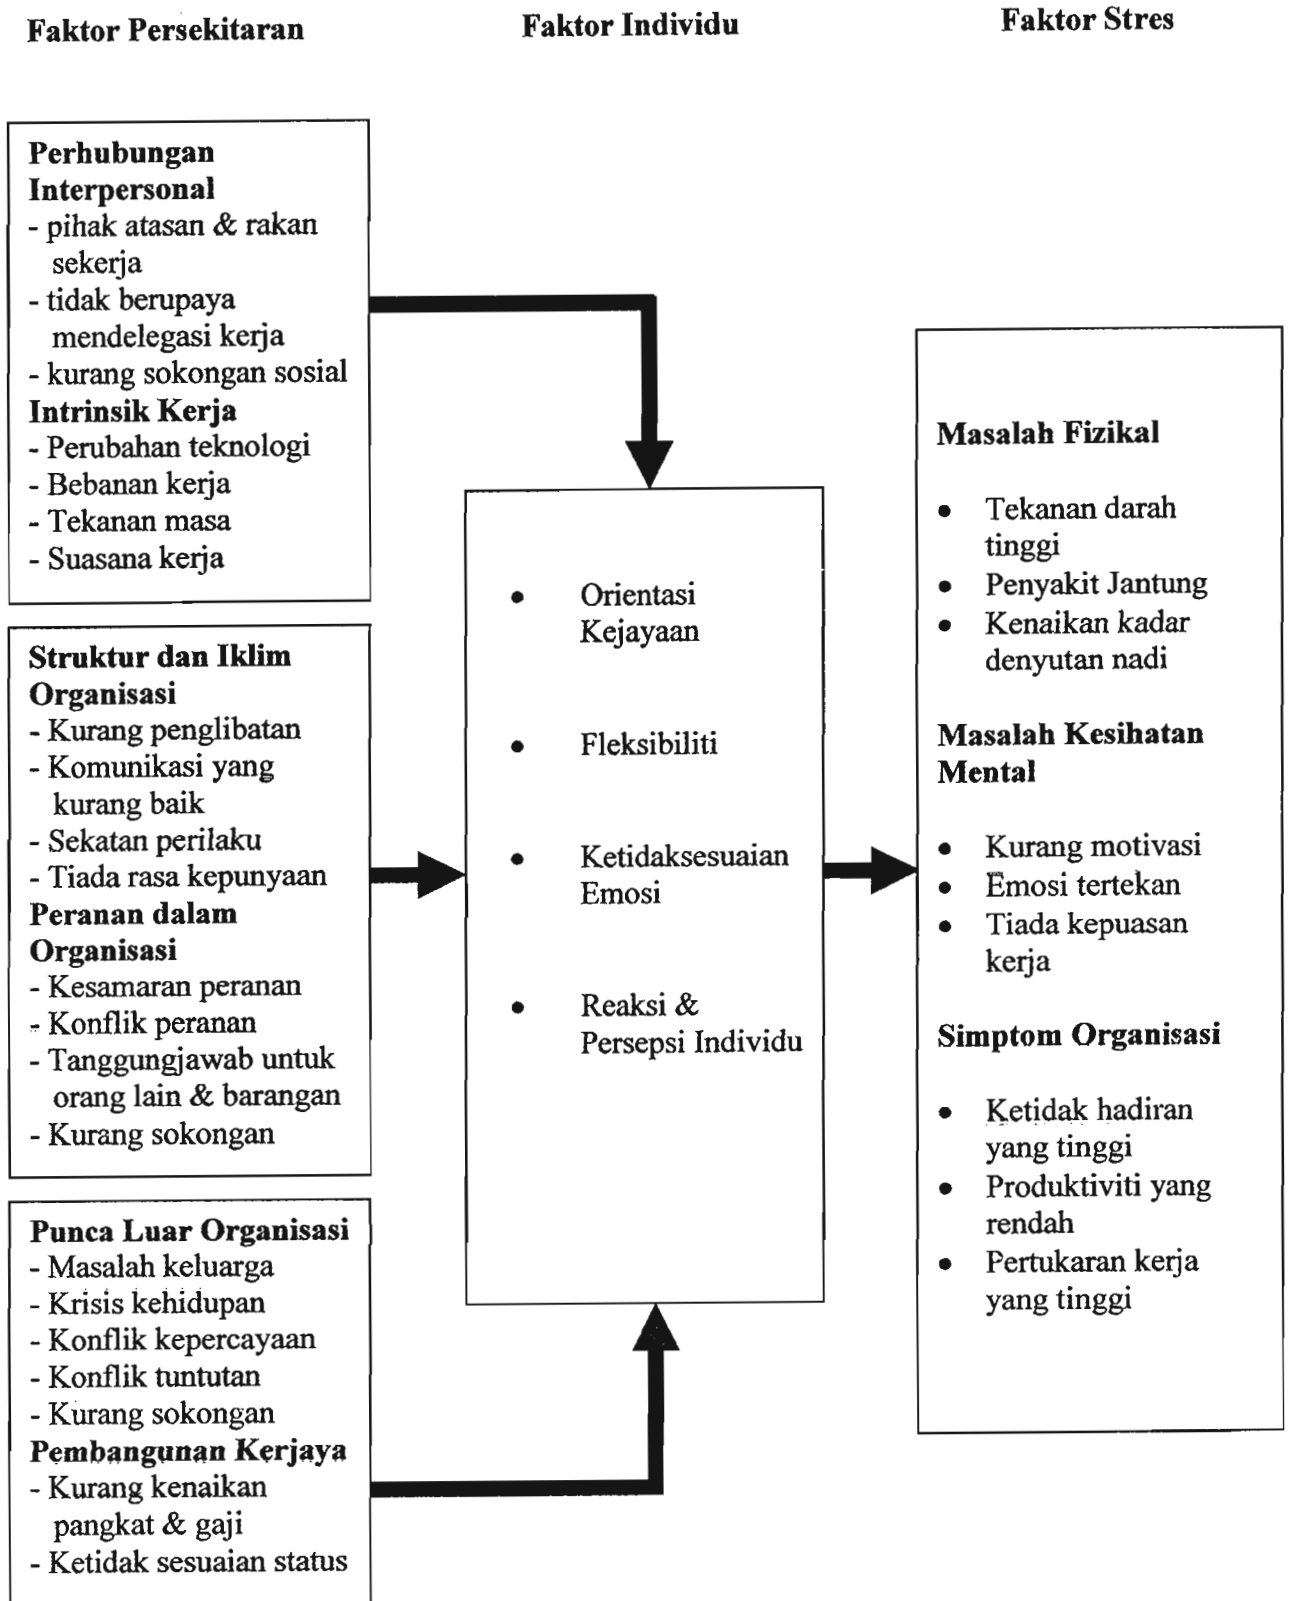 Faktor Persekitaran
Faktor Individu
Faktor Stres
Perhubungan
Interpersonal
- pihak atasan & rakan
sekerja
- tidak berupaya
mendelegasi kerja
- kurang sokongan sosial
Intrinsik Kerja
- Perubahan teknologi
- Bebanan kerja
- Tekanan masa
- Suasana kerja
Struktur dan Iklim
Organisasi
- Kurang penglibatan
- Komunikasi yang
kurang baik
- Sekatan perilaku
- Tiada rasa kepunyaan
Peranan dalam
Organisasi
- Kesamaran peranan
- Konflik peranan
- Tanggungjawab untuk
orang lain & barangan
- Kurang sokongan
Punca Luar Organisasi
- Masalah keluarga
- Krisis kehidupan
- Konflik kepercayaan
- Konflik tuntutan
- Kurang sokongan
Pembangunan Kerjaya
- Kurang kenaikan
pangkat & gaji
- Ketidak sesuaian status
• Orientasi
Kejayaan
• Fleksibiliti
• Ketidaksesuaian
Emosi
• Reaksi &
Persepsi Individu
Masalah Fizikal
• Tekanan darah
tinggi
• Penyakit Jantung
• Kenaikan kadar
denyutan nadi
Masalah Kesihatan
Mental
• Kurang motivasi
• Emosi tertekan
• Tiada kepuasan
kerja
Simptom Organisasi
• Ketidak hadiran
yang tinggi
• Produktiviti yang
rendah
• Pertukaran kerja
yang tinggi